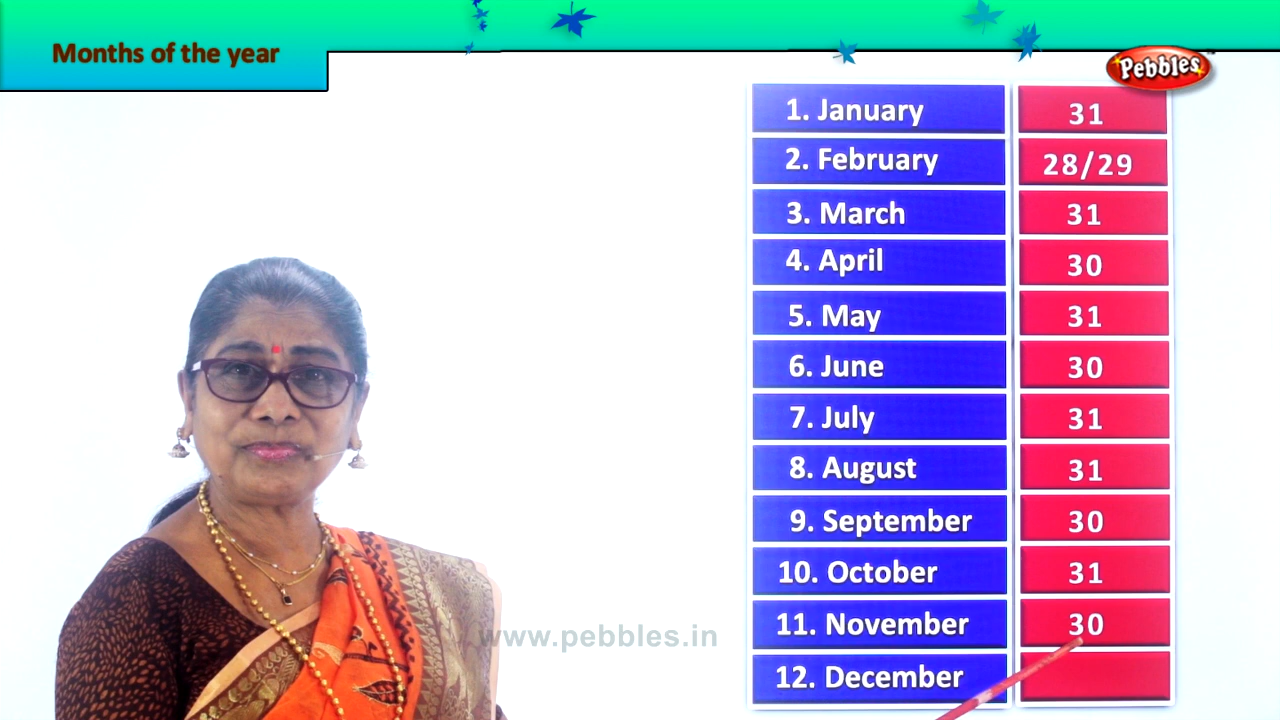 Months of the year
Pebbles
1. January 31
2. February 28/29
3. March 31
4. April 30
5. May 31
6. June 30
7. July 31
8. August 31
9. September 30
10. October 31
11. November 30
12. December
www.pebbles.in